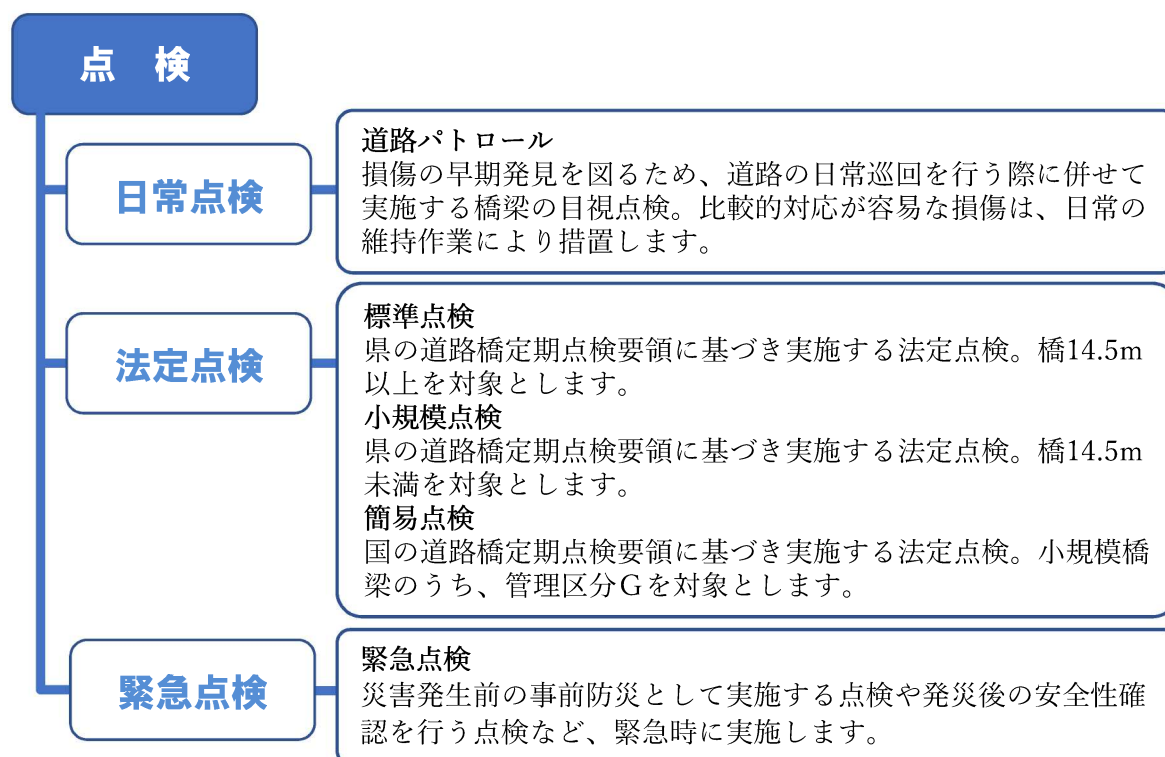 点 検
日常点検
道路パトロール
損傷の早期発見を図るため、道路の日常巡回を行う際に併せて
実施する橋梁の目視点検。比較的対応が容易な損傷は、日常の
維持作業により措置します。
法定点検
標準点検
県の道路橋定期点検要領に基づき実施する法定点検。橋14.5m
以上を対象とします。
小規模点検
県の道路橋定期点検要領に基づき実施する法定点検。橋14.5m
未満を対象とします。
簡易点検
国の道路橋定期点検要領に基づき実施する法定点検。小規模橋
梁のうち、管理区分Ｇを対象とします。
緊急点検
緊急点検
災害発生前の事前防災として実施する点検や発災後の安全性確
認を行う点検など、緊急時に実施します。